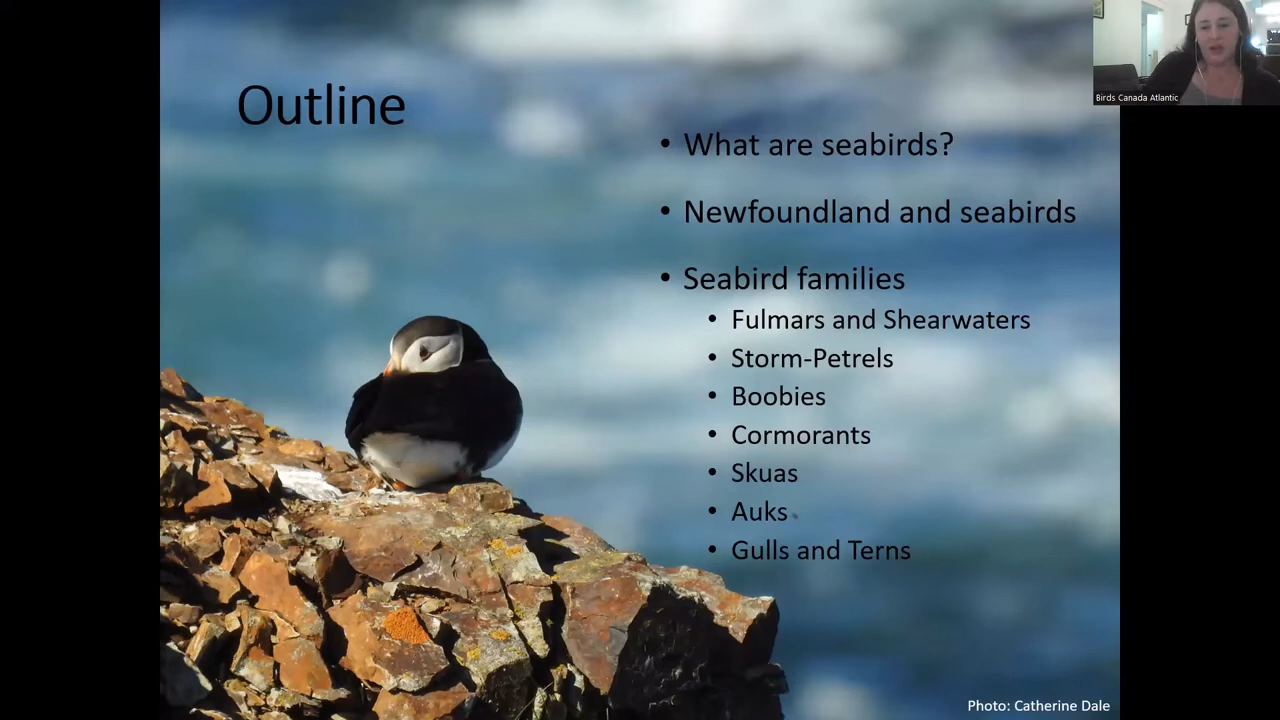 Outline
Birds Canada Atlantic
• What are seabirds?
• Newfoundland and seabirds
• Seabird families
• Fulmars and Shearwaters
• Storm-Petrels
• Boobies
• Cormorants
• Skuas
• Auks
• Gulls and Terns
Photo: Catherine Dale